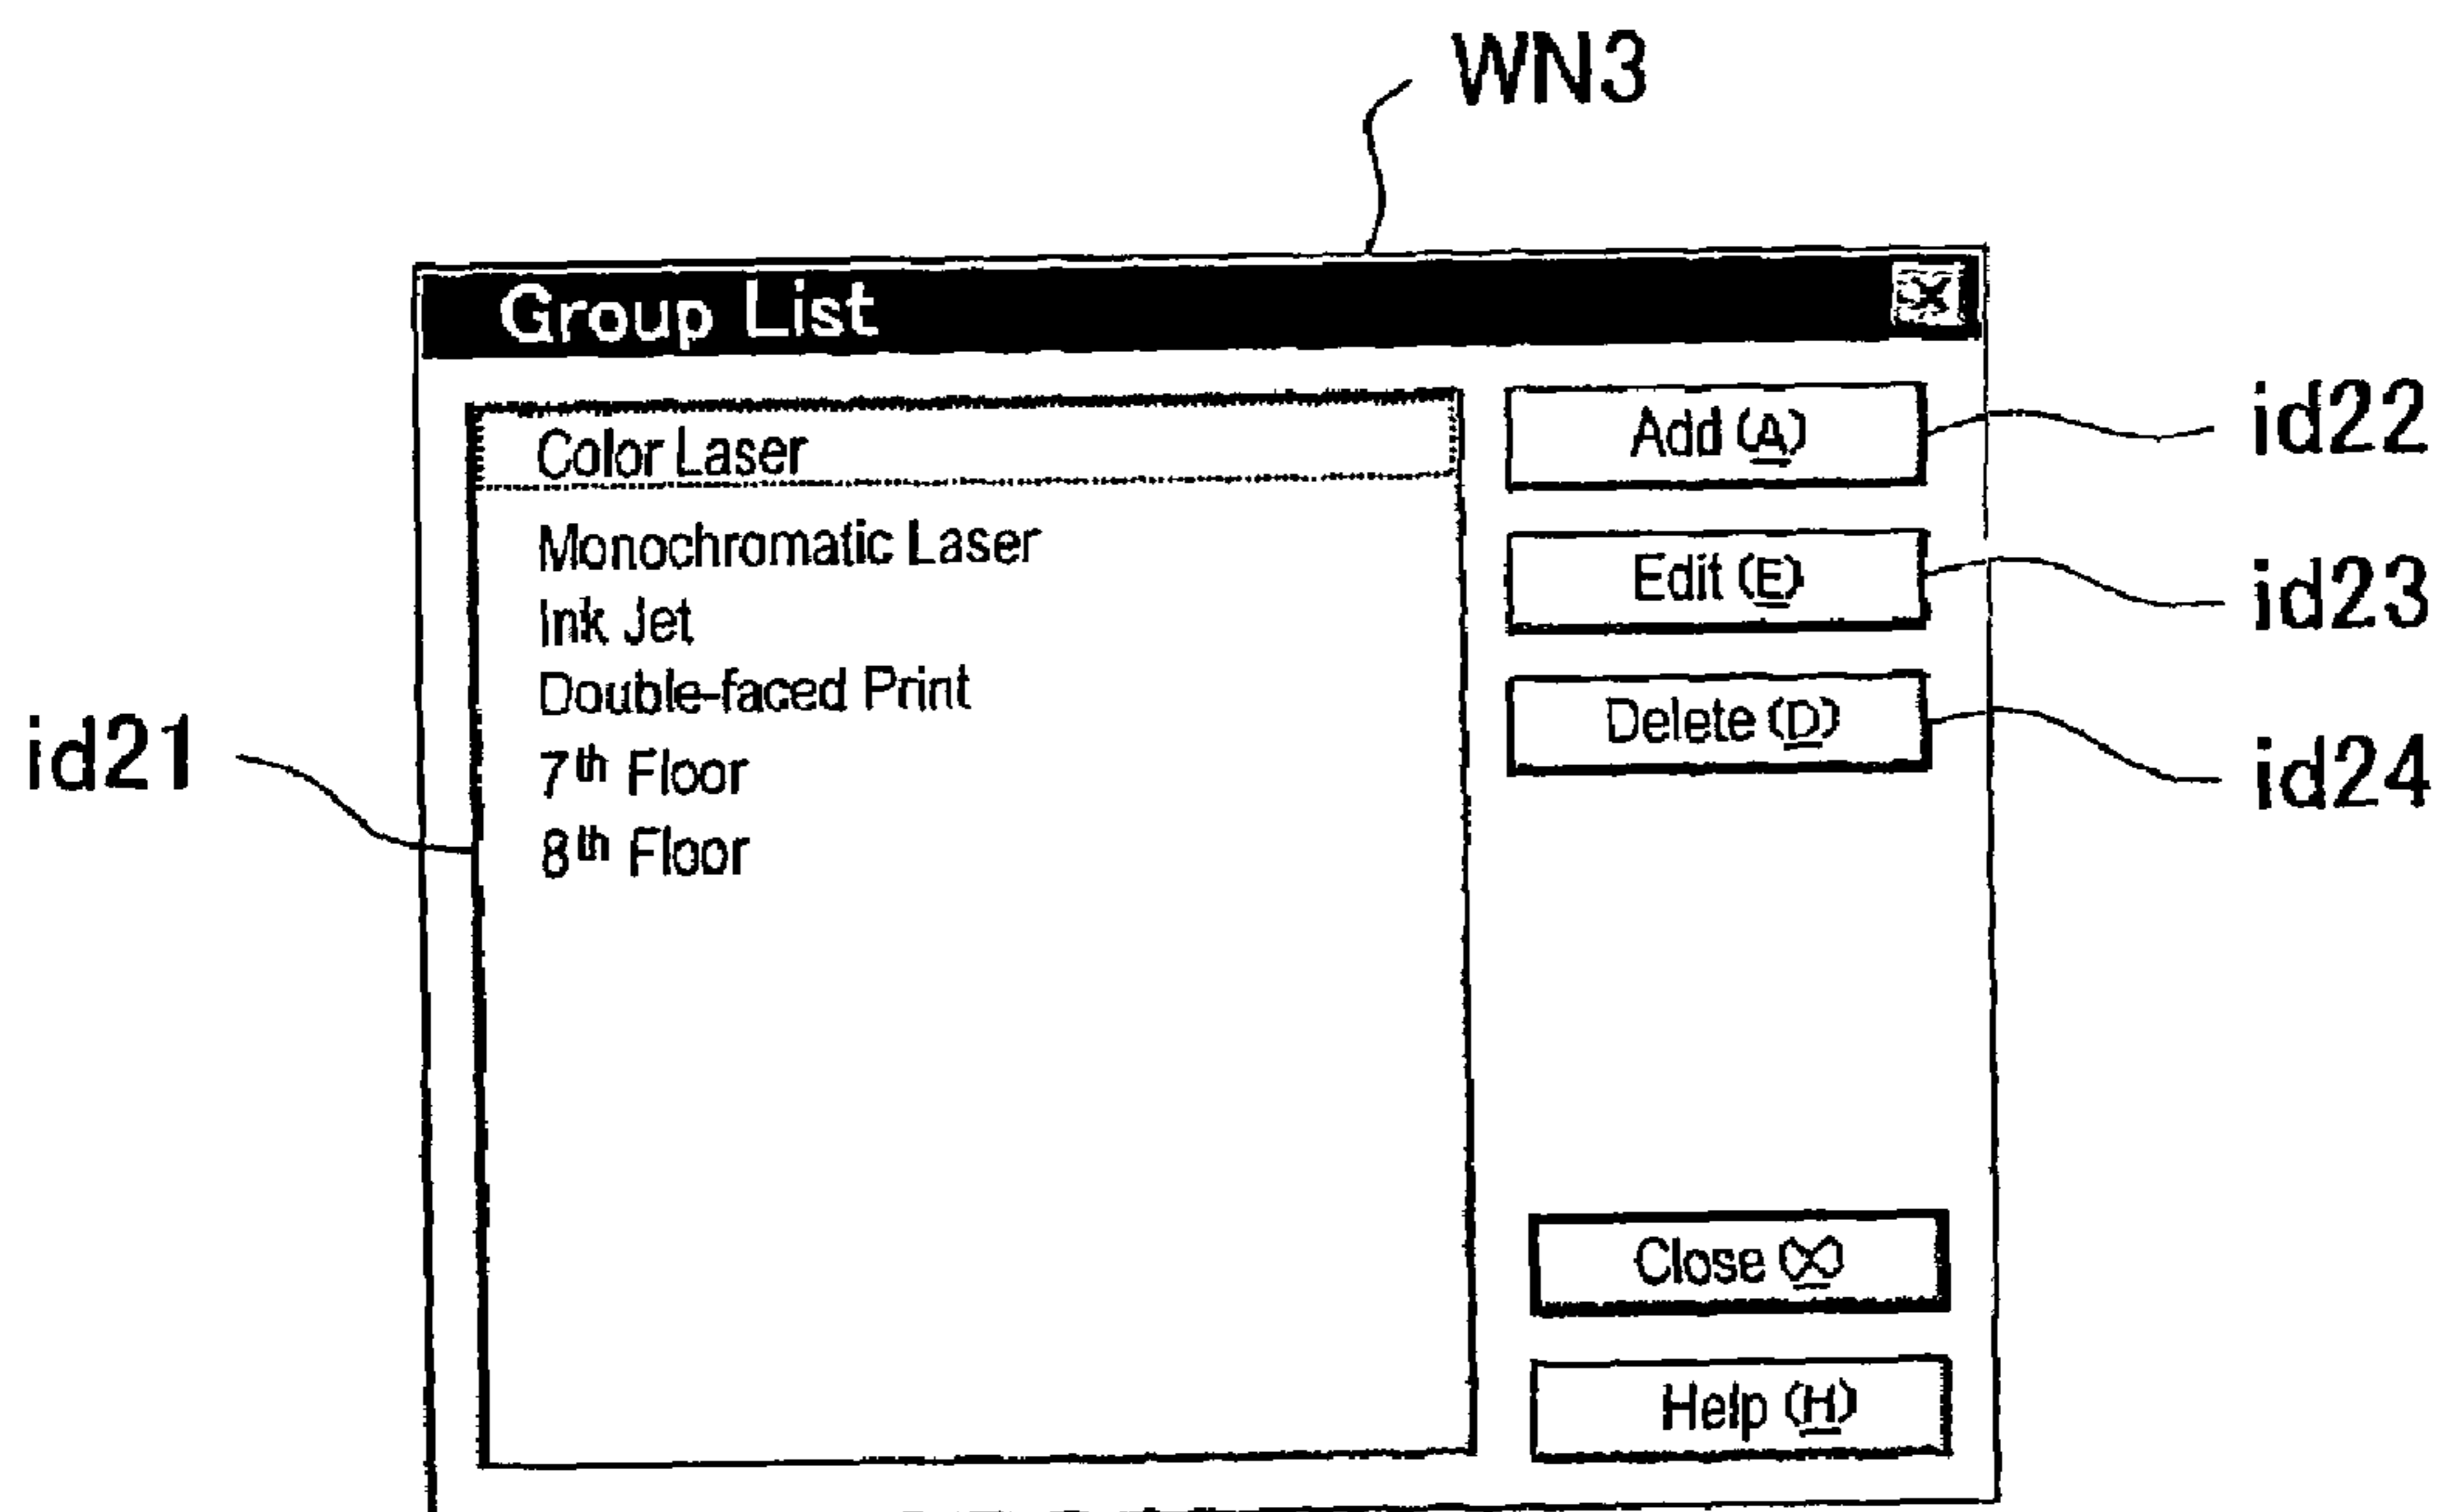 WN3
Group List
Color Laser
Monochromatic Laser
Ink Jet
Double-faced Print
7th Floor
8th Floor
Add (A)
Edit (E)
Delete (D)
Close (X)
Help (H)
id21
id22
id23
id24